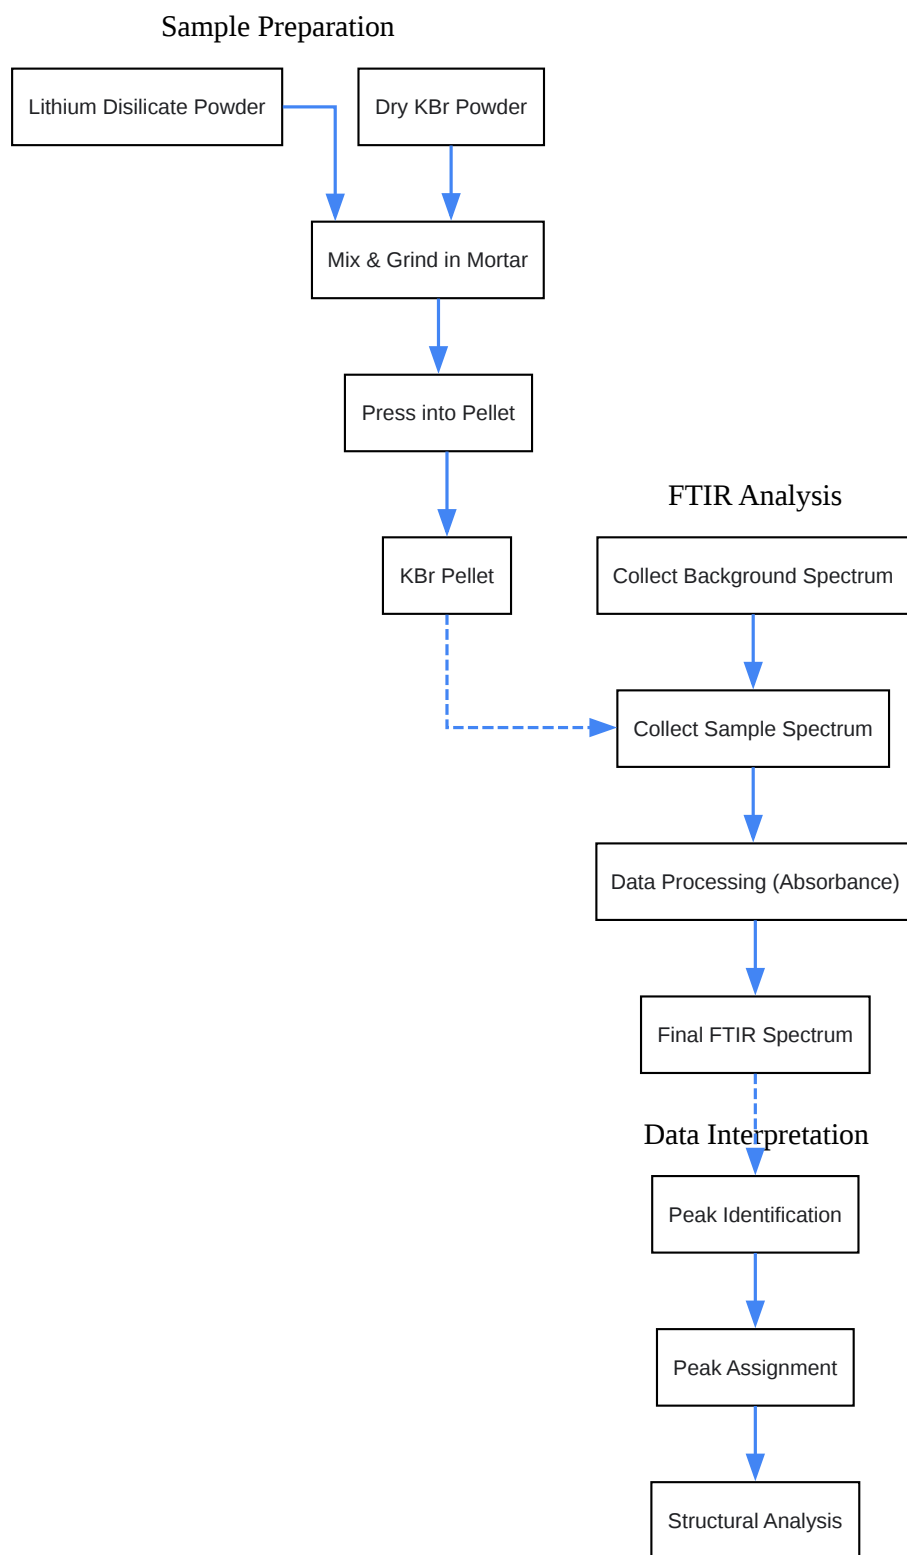 Sample Preparation
Lithium Disilicate Powder
Dry KBr Powder
Mix & Grind in Mortar
Press into Pellet
FTIR Analysis
KBr Pellet
Collect Background Spectrum
Collect Sample Spectrum
Data Processing (Absorbance)
Final FTIR Spectrum
Data Interpretation
Peak Identification
Peak Assignment
Structural Analysis